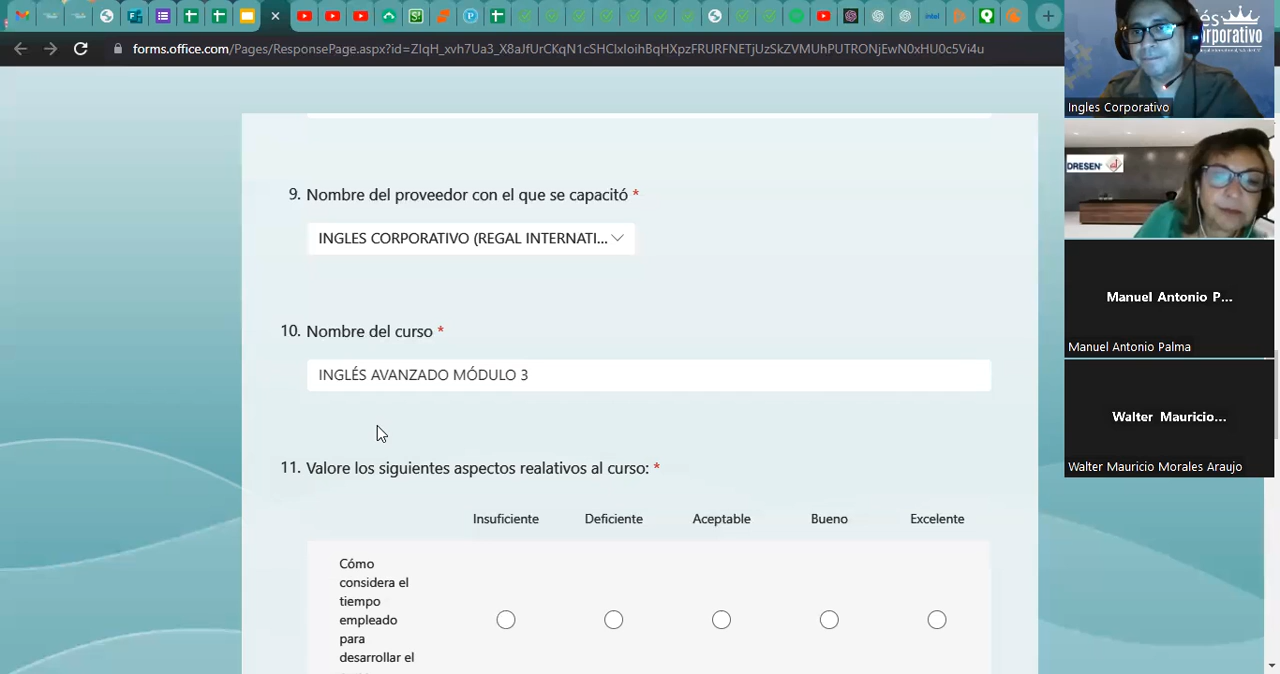 forms.office.com/Pages/ResponsePage.aspx?id=ZIqH_xvh7Ua3_X8aJfUrCKqN1cSHCIxIoihBqHXpzFRURFNETjUzSkZVMUhPUTRONjEwN0xHU0c5Vi4u
9. Nombre del proveedor con el que se capacitó *
INGLES CORPORATIVO (REGAL INTERNATI...
10. Nombre del curso *
INGLÉS AVANZADO MÓDULO 3
11. Valore los siguientes aspectos realativos al curso: *
Insuficiente Deficiente Aceptable Bueno Excelente
Cómo
considera el
tiempo
empleado
para
desarrollar el
Ingles Corporativo
DRESEN
Manuel Antonio P...
Manuel Antonio Palma
Walter Mauricio...
Walter Mauricio Morales Araujo